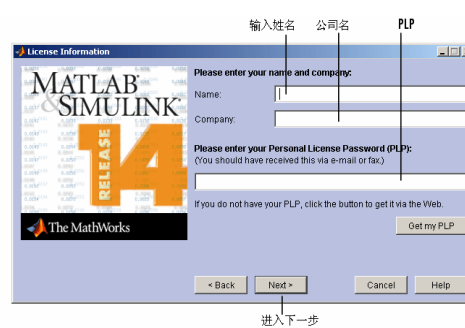 输入姓名 公司名 PLP
License Information
MATLAB
& SIMULINK
RELEASE
14
The MathWorks
Please enter your name and company:
Name:
Company:
Please enter your Personal License Password (PLP):
(You should have received this via e-mail or fax.)
If you do not have your PLP, click the button to get it via the Web.
Get my PLP
< Back Next > Cancel Help
进入下一步